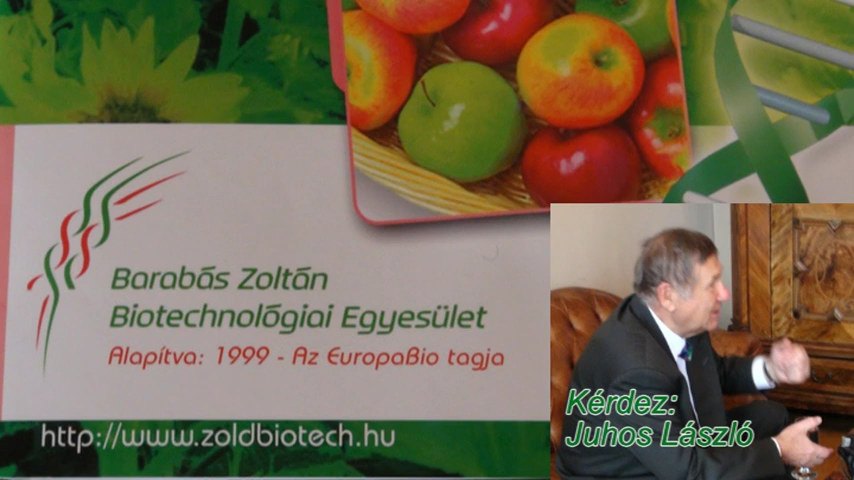 Barabás Zoltán
Biotechnológiai Egyesület
Alapítva: 1999 - Az EuropaBio tagja
http://www.zoldbiotech.hu
Kérdez:
Juhos László